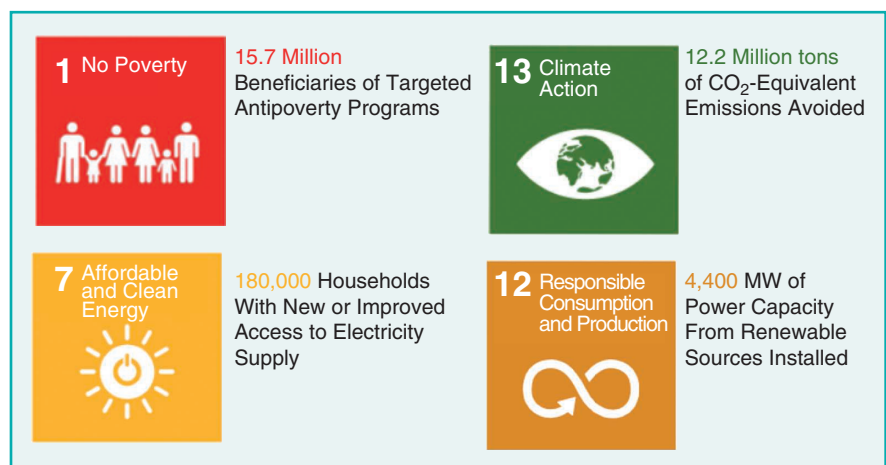 1 No Poverty
15.7 Million
Beneficiaries of Targeted
Antipoverty Programs
13 Climate
Action
12.2 Million tons
of CO₂-Equivalent
Emissions Avoided
7 Affordable
and Clean
Energy
180,000 Households
With New or Improved
Access to Electricity
Supply
12 Responsible
Consumption
and Production
4,400 MW of
Power Capacity
From Renewable
Sources Installed